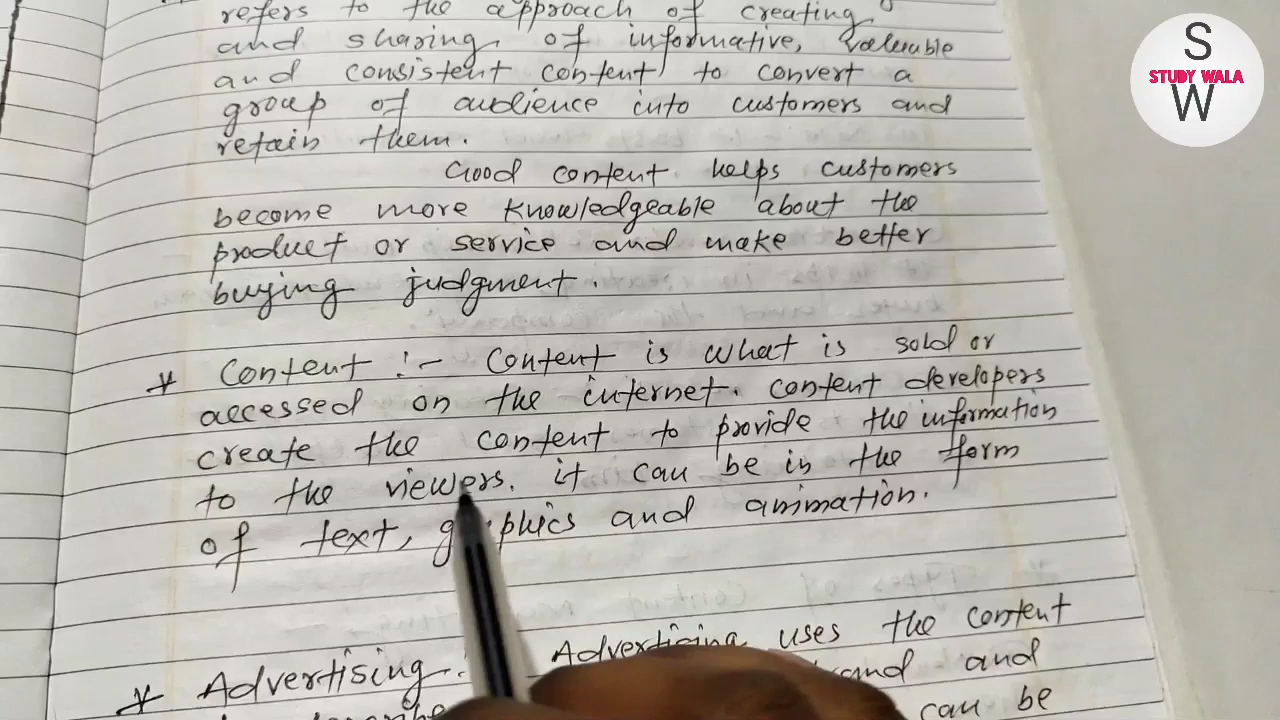 refers to the approach of creating
and sharing of informative, valuable
and consistent content to convert a
group of audience into customers and
retain them.
Good content helps customers
become more knowledgeable about the
product or service and make better
buying judgment.
* Content :- Content is what is sold or
accessed on the internet. Content developers
create the content to provide the information
to the viewers. it can be in the form
of text, graphics and animation.
* Advertising :- Advertising uses the content
and and
can be
S
STUDY WALA
W